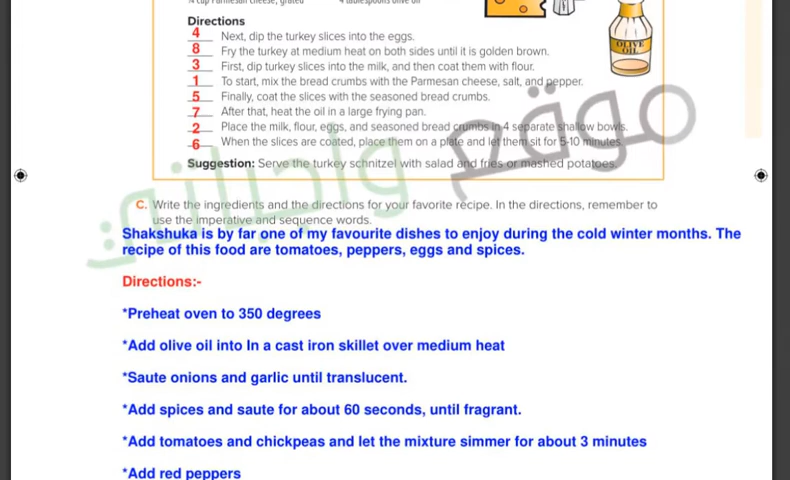 ¾ cup Parmesan cheese, grated 4 tablespoons olive oil
OLIVE OIL
Directions
4 Next, dip the turkey slices into the eggs.
8 Fry the turkey at medium heat on both sides until it is golden brown.
3 First, dip turkey slices into the milk, and then coat them with flour.
1 To start, mix the bread crumbs with the Parmesan cheese, salt, and pepper.
5 Finally, coat the slices with the seasoned bread crumbs.
7 After that, heat the oil in a large frying pan.
2 Place the milk, flour, eggs, and seasoned bread crumbs in 4 separate shallow bowls.
6 When the slices are coated, place them on a plate and let them sit for 5-10 minutes.
Suggestion: Serve the turkey schnitzel with salad and fries or mashed potatoes.
موقع واجباتي
C. Write the ingredients and the directions for your favorite recipe. In the directions, remember to
use the imperative and sequence words.
Shakshuka is by far one of my favourite dishes to enjoy during the cold winter months. The
recipe of this food are tomatoes, peppers, eggs and spices.
Directions:-
*Preheat oven to 350 degrees
*Add olive oil into In a cast iron skillet over medium heat
*Saute onions and garlic until translucent.
*Add spices and saute for about 60 seconds, until fragrant.
*Add tomatoes and chickpeas and let the mixture simmer for about 3 minutes
*Add red peppers